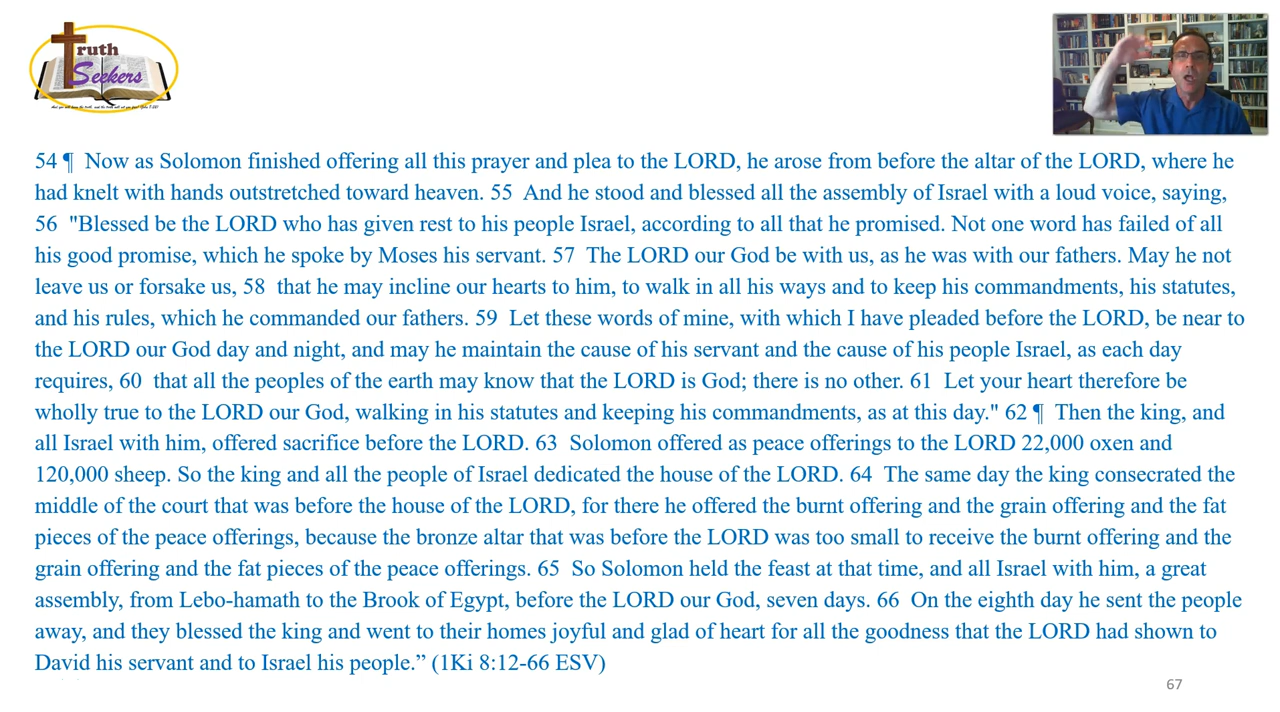 Truth
Seekers
54 ¶  Now as Solomon finished offering all this prayer and plea to the LORD, he arose from before the altar of the LORD, where he
had knelt with hands outstretched toward heaven. 55  And he stood and blessed all the assembly of Israel with a loud voice, saying,
56  "Blessed be the LORD who has given rest to his people Israel, according to all that he promised. Not one word has failed of all
his good promise, which he spoke by Moses his servant. 57  The LORD our God be with us, as he was with our fathers. May he not
leave us or forsake us, 58  that he may incline our hearts to him, to walk in all his ways and to keep his commandments, his statutes,
and his rules, which he commanded our fathers. 59  Let these words of mine, with which I have pleaded before the LORD, be near to
the LORD our God day and night, and may he maintain the cause of his servant and the cause of his people Israel, as each day
requires, 60  that all the peoples of the earth may know that the LORD is God; there is no other. 61  Let your heart therefore be
wholly true to the LORD our God, walking in his statutes and keeping his commandments, as at this day." 62 ¶  Then the king, and
all Israel with him, offered sacrifice before the LORD. 63  Solomon offered as peace offerings to the LORD 22,000 oxen and
120,000 sheep. So the king and all the people of Israel dedicated the house of the LORD. 64  The same day the king consecrated the
middle of the court that was before the house of the LORD, for there he offered the burnt offering and the grain offering and the fat
pieces of the peace offerings, because the bronze altar that was before the LORD was too small to receive the burnt offering and the
grain offering and the fat pieces of the peace offerings. 65  So Solomon held the feast at that time, and all Israel with him, a great
assembly, from Lebo-hamath to the Brook of Egypt, before the LORD our God, seven days. 66  On the eighth day he sent the people
away, and they blessed the king and went to their homes joyful and glad of heart for all the goodness that the LORD had shown to
David his servant and to Israel his people.” (1Ki 8:12-66 ESV)
67